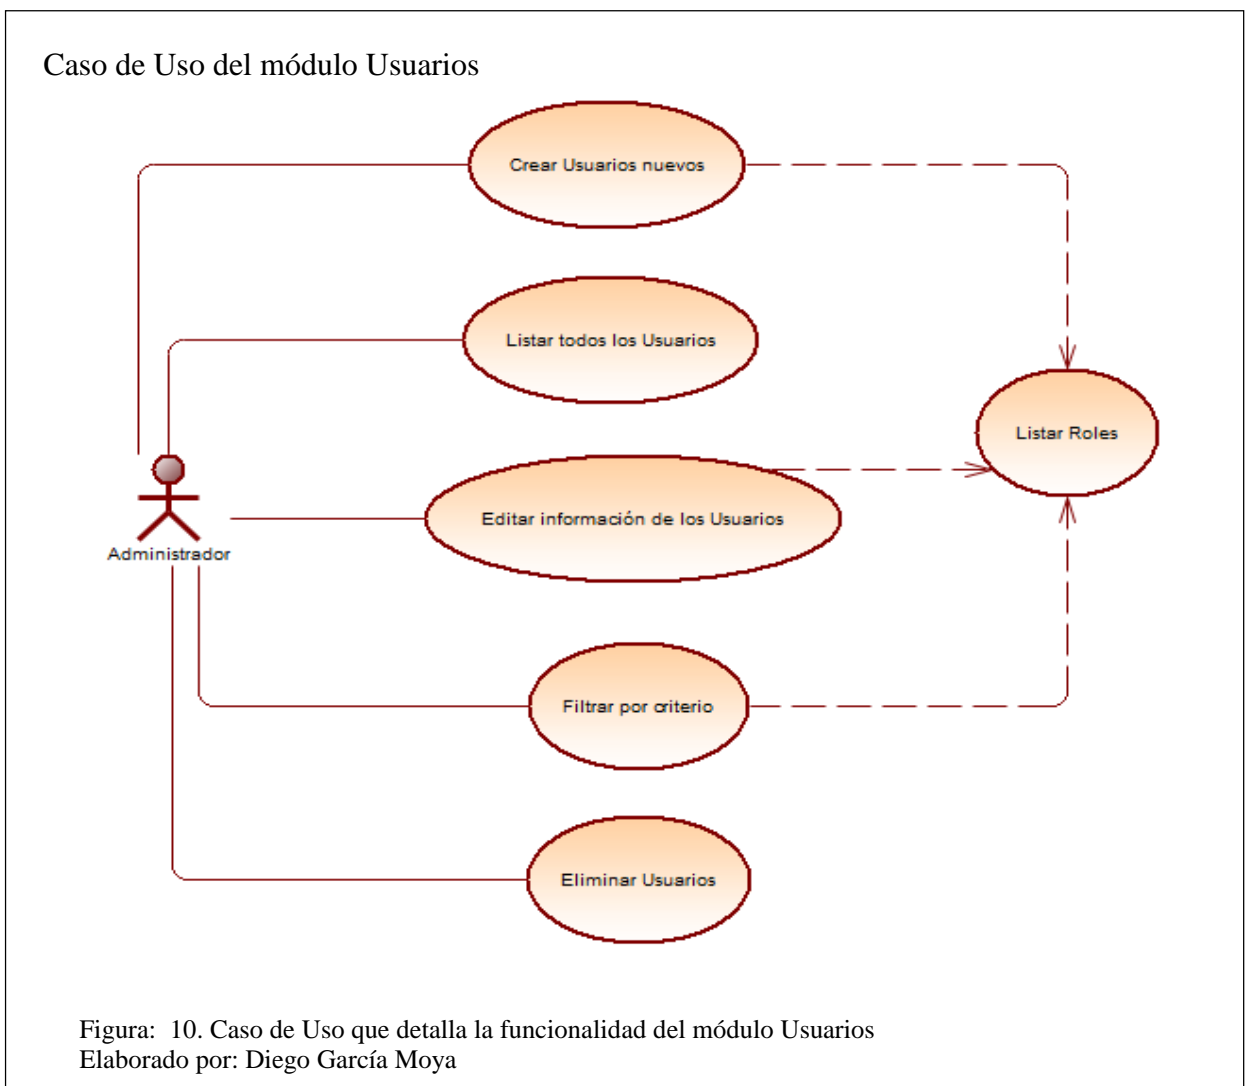 Caso de Uso del módulo Usuarios
Crear Usuarios nuevos
Listar todos los Usuarios
Listar Roles
Editar información de los Usuarios
Administrador
Filtrar por criterio
Eliminar Usuarios
Figura:  10. Caso de Uso que detalla la funcionalidad del módulo Usuarios
Elaborado por: Diego García Moya